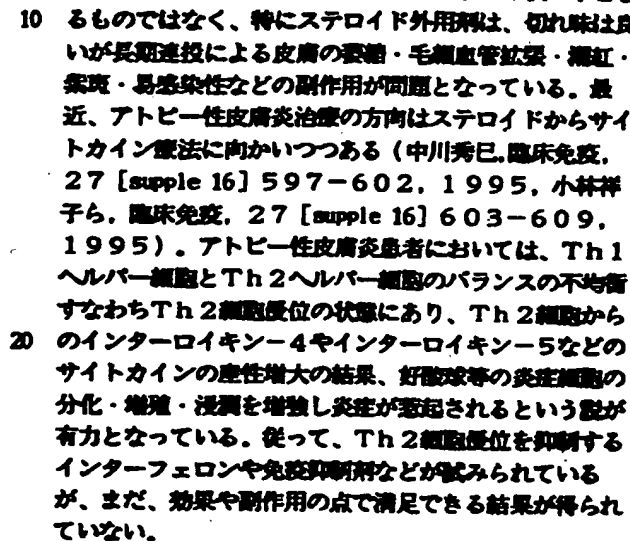 10 るものではなく、特にステロイド外用剤は、切れ味は良
いが長期連投による皮膚の萎縮・毛細血管拡張・潮紅・
紫斑・易感染性などの副作用が問題となっている。最
近、アトピー性皮膚炎治療の方向はステロイドからサイ
トカイン療法に向かいつつある（中川秀巳,臨床免疫,
２７［supple 16］５９７－６０２，１９９５，小林祥
子ら，臨床免疫，２７［supple 16］６０３－６０９，
１９９５）。アトピー性皮膚炎患者においては、Ｔｈ１
ヘルパー細胞とＴｈ２ヘルパー細胞のバランスの不均衡
すなわちＴｈ２細胞優位の状態にあり、Ｔｈ２細胞から
20 のインターロイキン－４やインターロイキン－５などの
サイトカインの産性増大の結果、好酸球等の炎症細胞の
分化・増殖・浸潤を増強し炎症が惹起されるという説が
有力となっている。従って、Ｔｈ２細胞優位を抑制する
インターフェロンや免疫抑制剤などが試みられている
が、まだ、効果や副作用の点で満足できる結果が得られ
ていない。